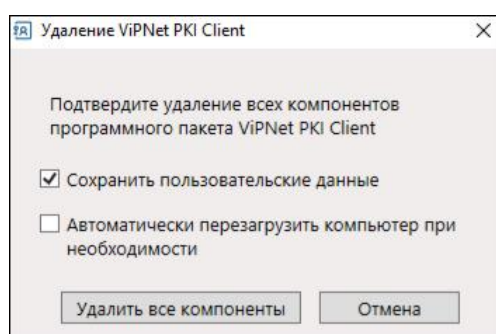 Удаление ViPNet PKI Client
Подтвердите удаление всех компонентов
программного пакета ViPNet PKI Client
Сохранить пользовательские данные
Автоматически перезагрузить компьютер при
необходимости
Удалить все компоненты Отмена